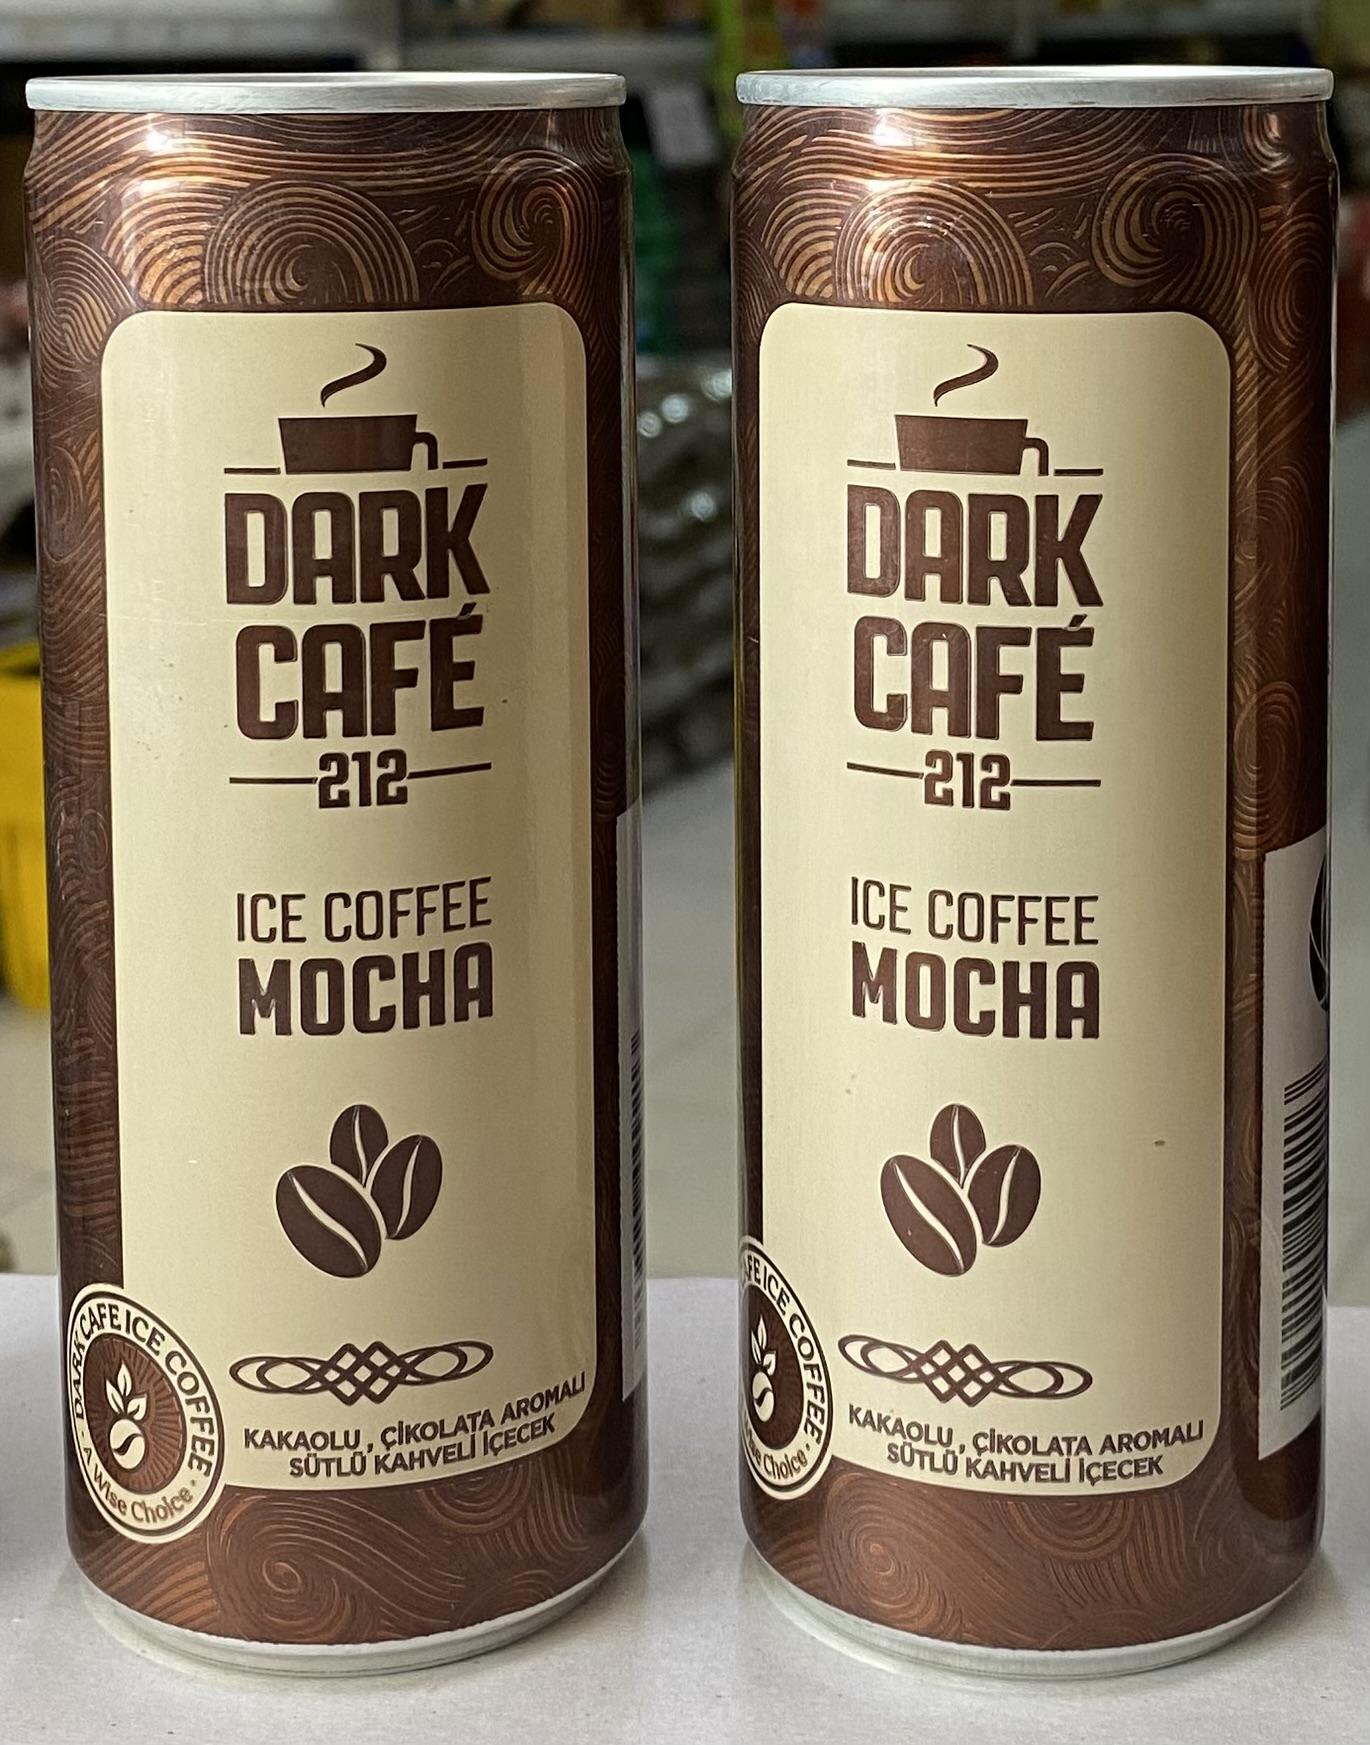 DARK
CAFÉ
212
ICE COFFEE
MOCHA
DARK CAFE ICE COFFEE
- A Wise Choice -
KAKAOLU , ÇİKOLATA AROMALI
SÜTLÜ KAHVELİ İÇECEK
DARK
CAFÉ
212
ICE COFFEE
MOCHA
ICE COFFEE
Choice -
KAKAOLU , ÇİKOLATA AROMALI
SÜTLÜ KAHVELİ İÇECEK